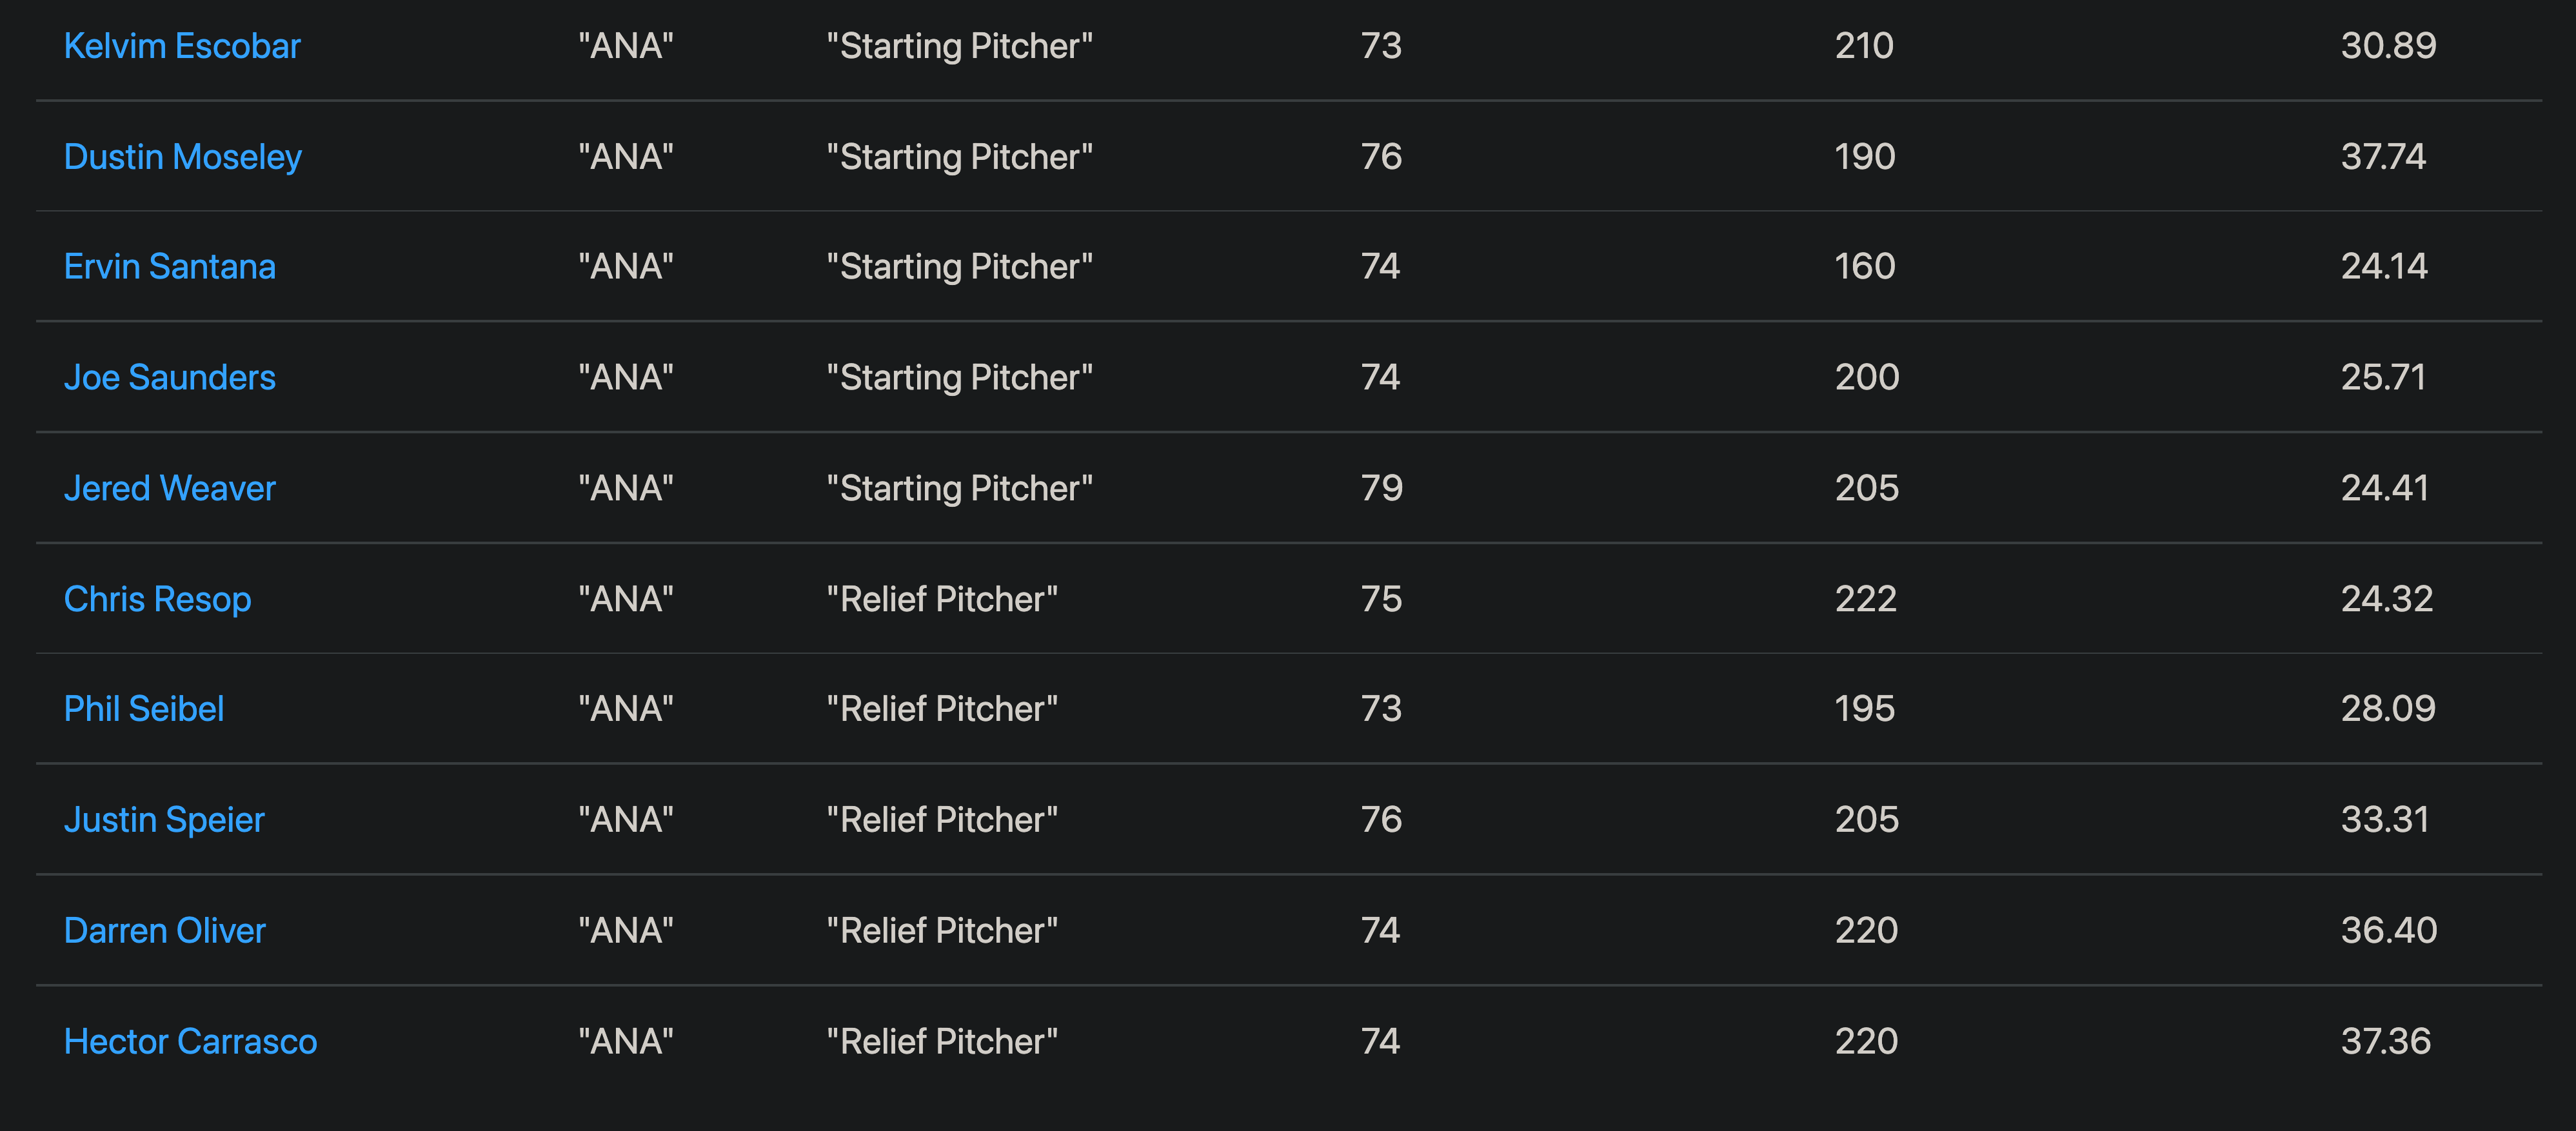 Kelvim Escobar "ANA" "Starting Pitcher" 73 210 30.89
Dustin Moseley "ANA" "Starting Pitcher" 76 190 37.74
Ervin Santana "ANA" "Starting Pitcher" 74 160 24.14
Joe Saunders "ANA" "Starting Pitcher" 74 200 25.71
Jered Weaver "ANA" "Starting Pitcher" 79 205 24.41
Chris Resop "ANA" "Relief Pitcher" 75 222 24.32
Phil Seibel "ANA" "Relief Pitcher" 73 195 28.09
Justin Speier "ANA" "Relief Pitcher" 76 205 33.31
Darren Oliver "ANA" "Relief Pitcher" 74 220 36.40
Hector Carrasco "ANA" "Relief Pitcher" 74 220 37.36